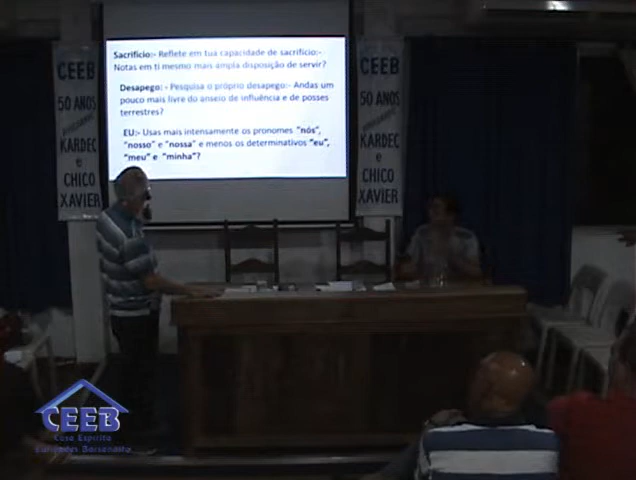 Sacrifício:- Reflete em tua capacidade de sacrifício:-
Notas em ti mesmo mais ampla disposição de servir?
Desapego: - Pesquisa o próprio desapego:- Andas um
pouco mais livre do anseio de influência e de posses
terrestres?
EU:- Usas mais intensamente os pronomes "nós",
"nosso" e "nossa" e menos os determinativos "eu",
"meu" e "minha"?
CEEB
50 ANOS
KARDEC
e
CHICO
XAVIER
CEEB
50 ANOS
KARDEC
e
CHICO
XAVIER
CEEB
Casa Espírita